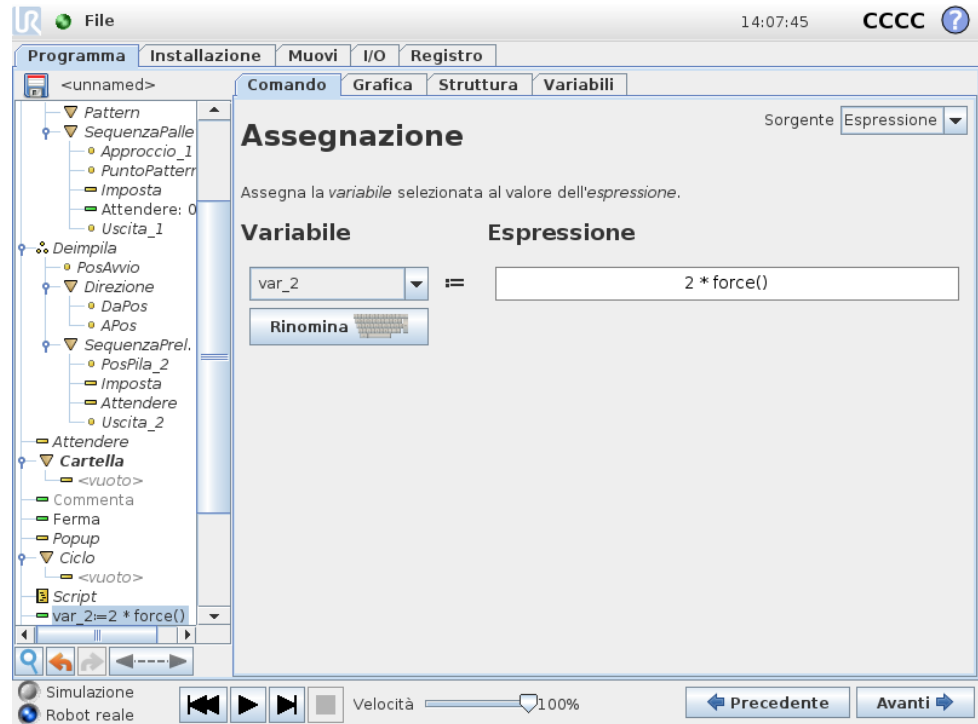 UR File 14:07:45 CCCC ?
Programma Installazione Muovi I/O Registro
<unnamed>
Comando Grafica Struttura Variabili
Pattern
SequenzaPalle
Approccio_1
PuntoPattern
Imposta
Attendere: 0
Uscita_1
Deimpila
PosAvvio
Direzione
DaPos
APos
SequenzaPrel.
PosPila_2
Imposta
Attendere
Uscita_2
Attendere
Cartella
<vuoto>
Commenta
Ferma
Popup
Ciclo
<vuoto>
Script
var_2:=2 * force()
Assegnazione
Sorgente Espressione
Assegna la variabile selezionata al valore dell'espressione.
Variabile Espressione
var_2 := 2 * force()
Rinomina
Simulazione
Robot reale
Velocità 100%
Precedente Avanti